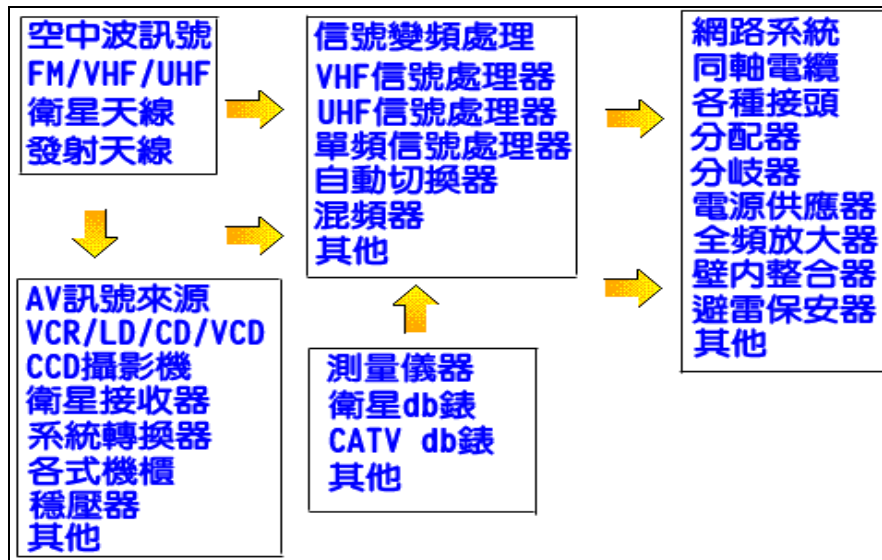 空中波訊號
FM/VHF/UHF
衛星天線
發射天線
信號變頻處理
VHF信號處理器
UHF信號處理器
單頻信號處理器
自動切換器
混頻器
其他
網路系統
同軸電纜
各種接頭
分配器
分岐器
電源供應器
全頻放大器
壁內整合器
避雷保安器
其他
AV訊號來源
VCR/LD/CD/VCD
CCD攝影機
衛星接收器
系統轉換器
各式機櫃
穩壓器
其他
測量儀器
衛星db錶
CATV db錶
其他